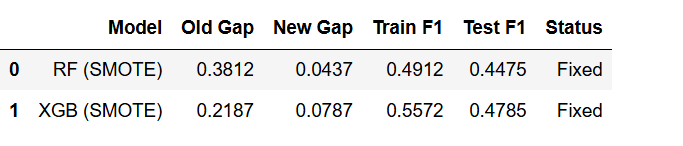 Model Old Gap New Gap Train F1 Test F1 Status
0 RF (SMOTE) 0.3812 0.0437 0.4912 0.4475 Fixed
1 XGB (SMOTE) 0.2187 0.0787 0.5572 0.4785 Fixed